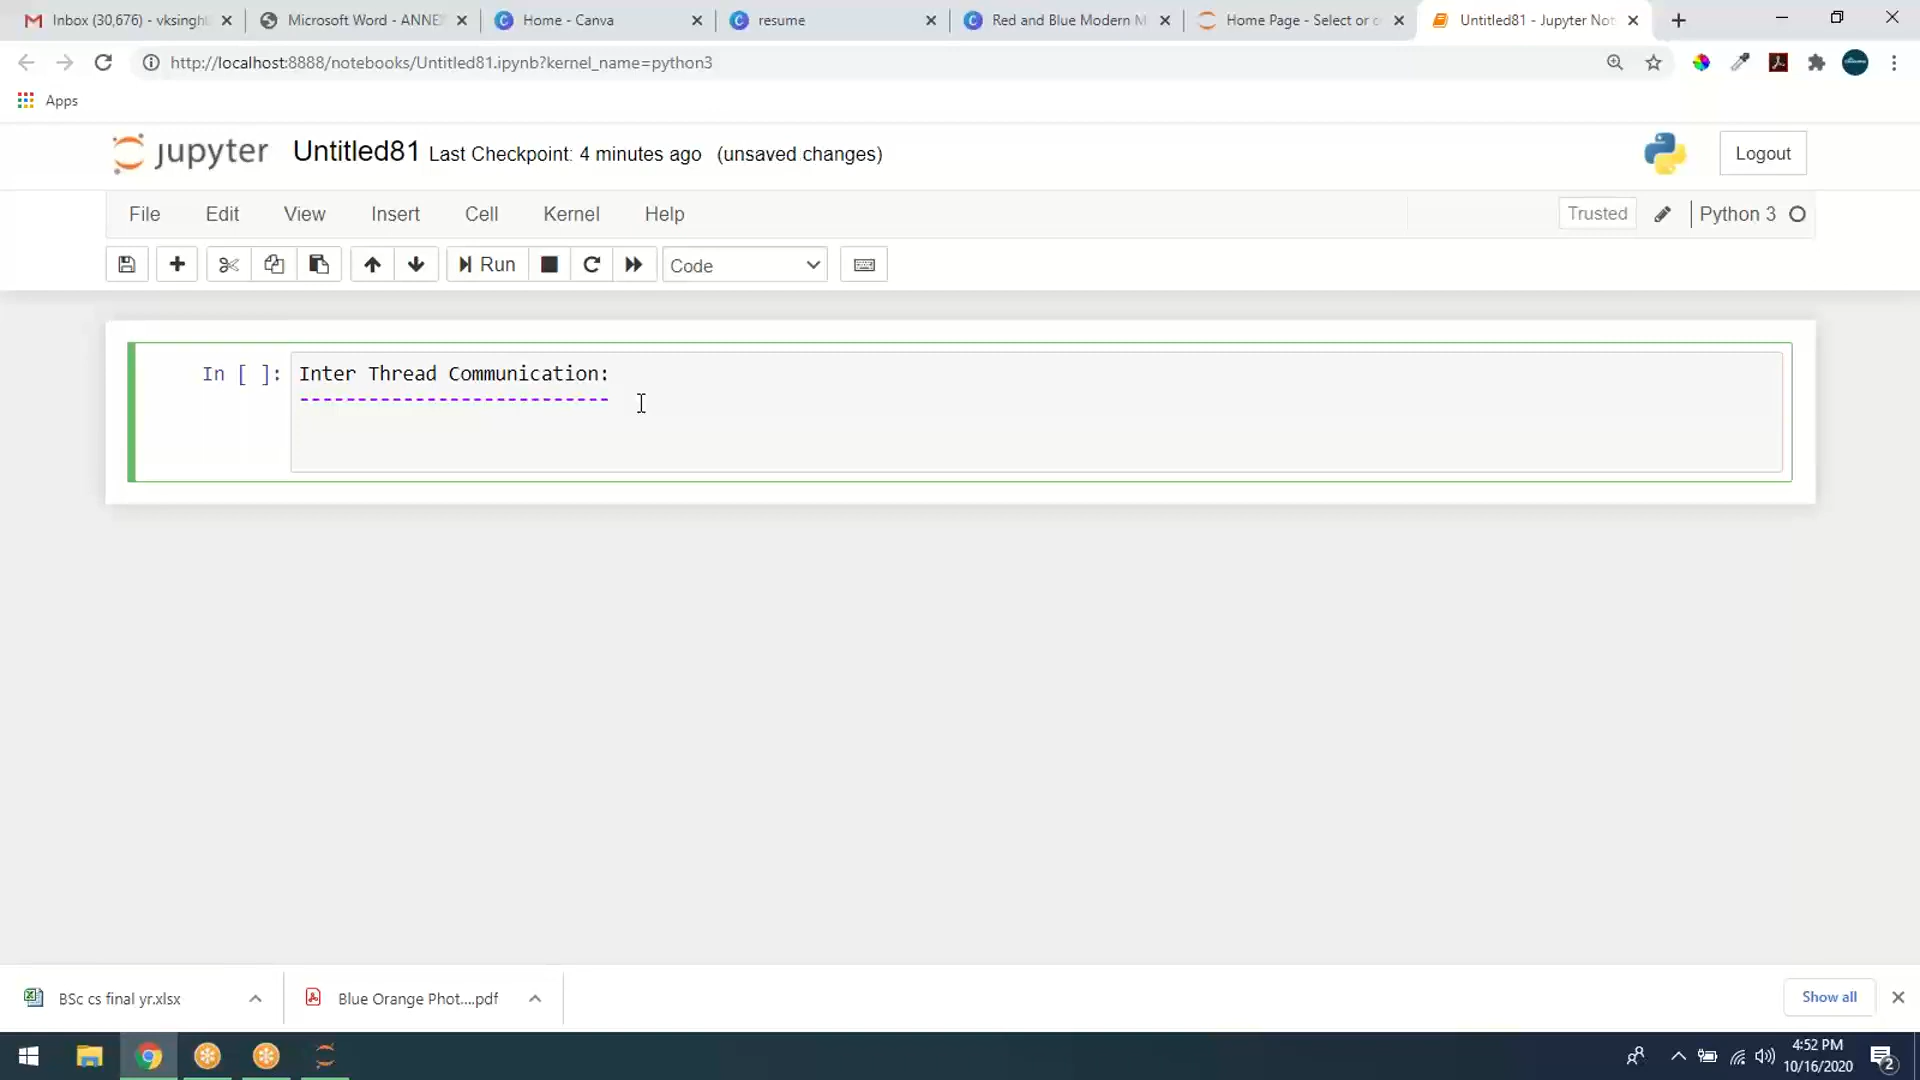 Inbox (30,676) - vksingh
Microsoft Word - ANNE
Home - Canva
resume
Red and Blue Modern M
Home Page - Select or c
Untitled81 - Jupyter Not
http://localhost:8888/notebooks/Untitled81.ipynb?kernel_name=python3
Apps
jupyter
Untitled81 Last Checkpoint: 4 minutes ago (unsaved changes)
Logout
File Edit View Insert Cell Kernel Help
Trusted
Python 3
Run
Code
In [ ]:
Inter Thread Communication:
---------------------------
BSc cs final yr.xlsx
Blue Orange Phot....pdf
Show all
4:52 PM
10/16/2020
2